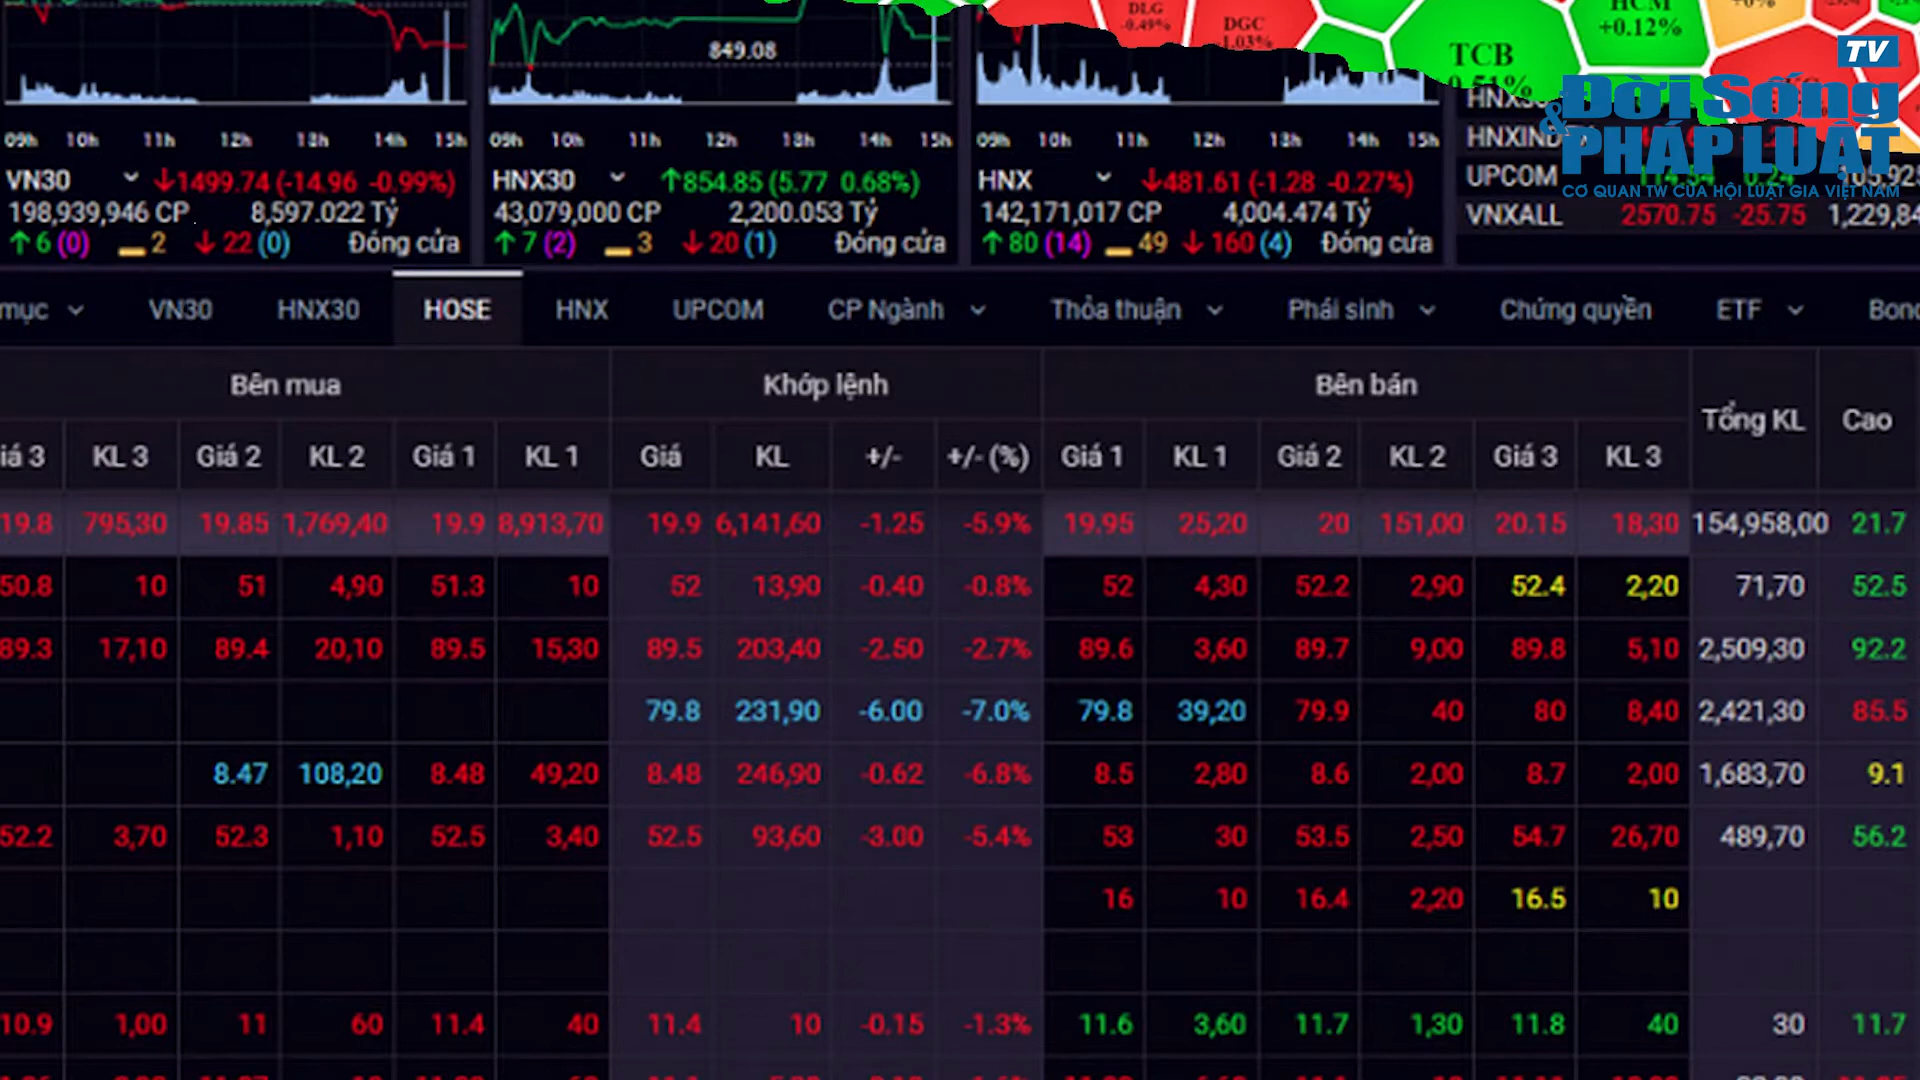 DLG
-0.49%
DGC
-1.03%
TCB
0.51%
HCM
+0.12%
TV
Đời Sống
& PHÁP LUẬT
CƠ QUAN TW CỦA HỘI LUẬT GIA VIỆT NAM
849.08
09h 10h 11h 12h 13h 14h 15h
09h 10h 11h 12h 13h 14h 15h
09h 10h 11h 12h 13h 14h 15h
VN30 1499.74 (-14.96 -0.99%)
198,939,946 CP 8,597.022 Tỷ
6 (0) 2 22 (0) Đóng cửa
HNX30 854.85 (5.77 0.68%)
43,079,000 CP 2,200.053 Tỷ
7 (2) 3 20 (1) Đóng cửa
HNX 481.61 (-1.28 -0.27%)
142,171,017 CP 4,004.474 Tỷ
80 (14) 49 160 (4) Đóng cửa
UPCOM
VNXALL 2570.75 -25.75 1,229,84
mục VN30 HNX30 HOSE HNX UPCOM CP Ngành Thỏa thuận Phái sinh Chứng quyền ETF Bond
Bên mua Khớp lệnh Bên bán Tổng KL Cao
iá 3 KL 3 Giá 2 KL 2 Giá 1 KL 1 Giá KL +/- +/- (%) Giá 1 KL 1 Giá 2 KL 2 Giá 3 KL 3
19.8 795,30 19.85 1,769,40 19.9 8,913,70 19.9 6,141,60 -1.25 -5.9% 19.95 25,20 20 151,00 20.15 18,30 154,958,00 21.7
50.8 10 51 4,90 51.3 10 52 13,90 -0.40 -0.8% 52 4,30 52.2 2,90 52.4 2,20 71,70 52.5
89.3 17,10 89.4 20,10 89.5 15,30 89.5 203,40 -2.50 -2.7% 89.6 3,60 89.7 9,00 89.8 5,10 2,509,30 92.2
79.8 231,90 -6.00 -7.0% 79.8 39,20 79.9 40 80 8,40 2,421,30 85.5
8.47 108,20 8.48 49,20 8.48 246,90 -0.62 -6.8% 8.5 2,80 8.6 2,00 8.7 2,00 1,683,70 9.1
52.2 3,70 52.3 1,10 52.5 3,40 52.5 93,60 -3.00 -5.4% 53 30 53.5 2,50 54.7 26,70 489,70 56.2
16 10 16.4 2,20 16.5 10
10.9 1,00 11 60 11.4 40 11.4 10 -0.15 -1.3% 11.6 3,60 11.7 1,30 11.8 40 30 11.7